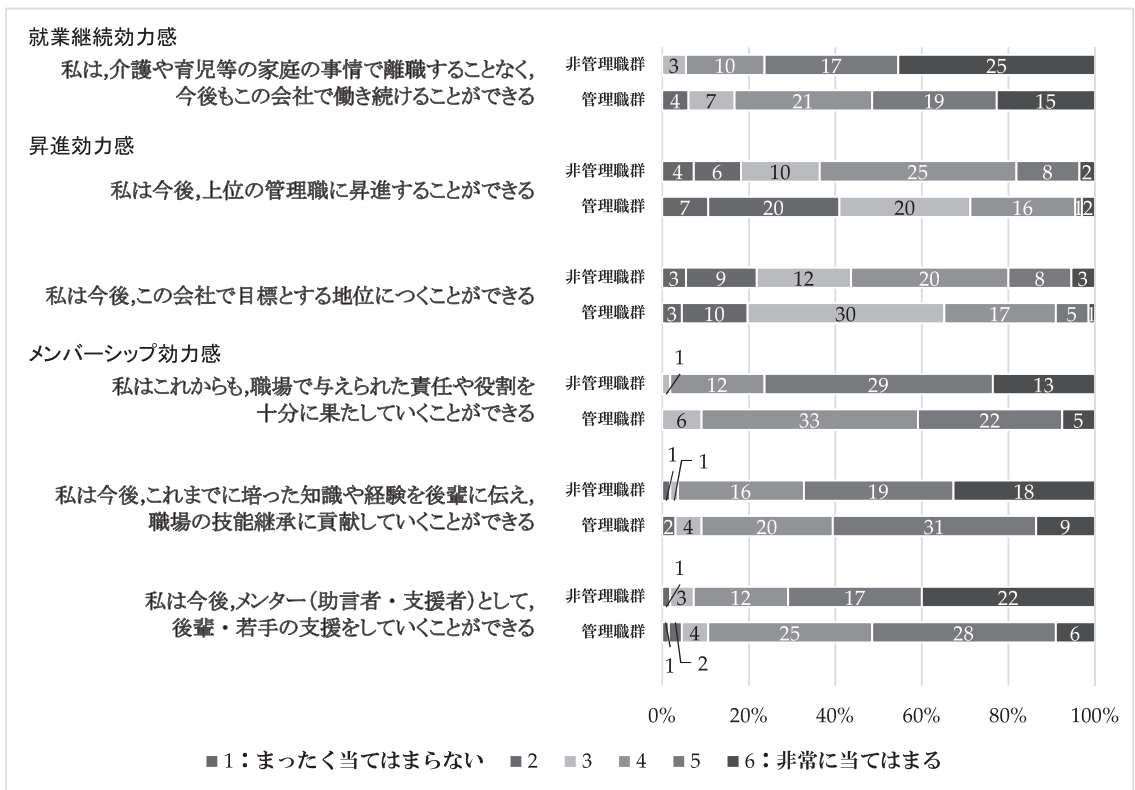 就業継続効力感
私は,介護や育児等の家庭の事情で離職することなく,
今後もこの会社で働き続けることができる
非管理職群
3 10 17 25
管理職群
4 7 21 19 15
昇進効力感
私は今後,上位の管理職に昇進することができる
非管理職群
4 6 10 25 8 2
管理職群
7 20 20 16 1 2
私は今後,この会社で目標とする地位につくことができる
非管理職群
3 9 12 20 8 3
管理職群
3 10 30 17 5 1
メンバーシップ効力感
私はこれからも,職場で与えられた責任や役割を
十分に果たしていくことができる
1
非管理職群
12 29 13
管理職群
6 33 22 5
私は今後,これまでに培った知識や経験を後輩に伝え,
職場の技能継承に貢献していくことができる
1 1
非管理職群
16 19 18
管理職群
2 4 20 31 9
私は今後,メンター(助言者・支援者)として,
後輩・若手の支援をしていくことができる
1
非管理職群
3 12 17 22
管理職群
4 25 28 6
1 2
0% 20% 40% 60% 80% 100%
1：まったく当てはまらない 2 3 4 5 6：非常に当てはまる